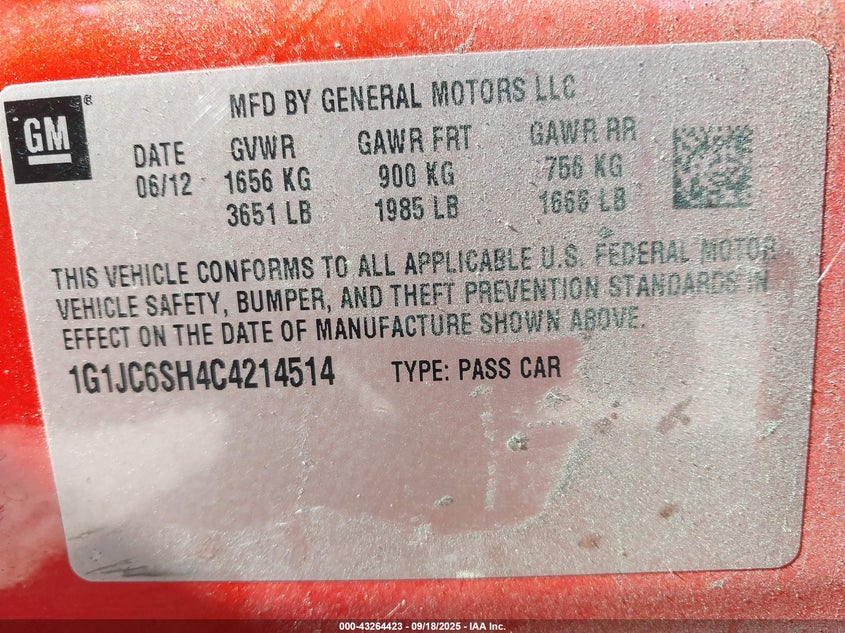 MFD BY GENERAL MOTORS LLC
GM ®
DATE GVWR GAWR FRT GAWR RR
06/12 1656 KG 900 KG 756 KG
3651 LB 1985 LB 1666 LB
THIS VEHICLE CONFORMS TO ALL APPLICABLE U.S. FEDERAL MOTOR
VEHICLE SAFETY, BUMPER, AND THEFT PREVENTION STANDARDS IN
EFFECT ON THE DATE OF MANUFACTURE SHOWN ABOVE.
1G1JC6SH4C4214514 TYPE: PASS CAR
000-43264423 - 09/18/2025 - IAA Inc.